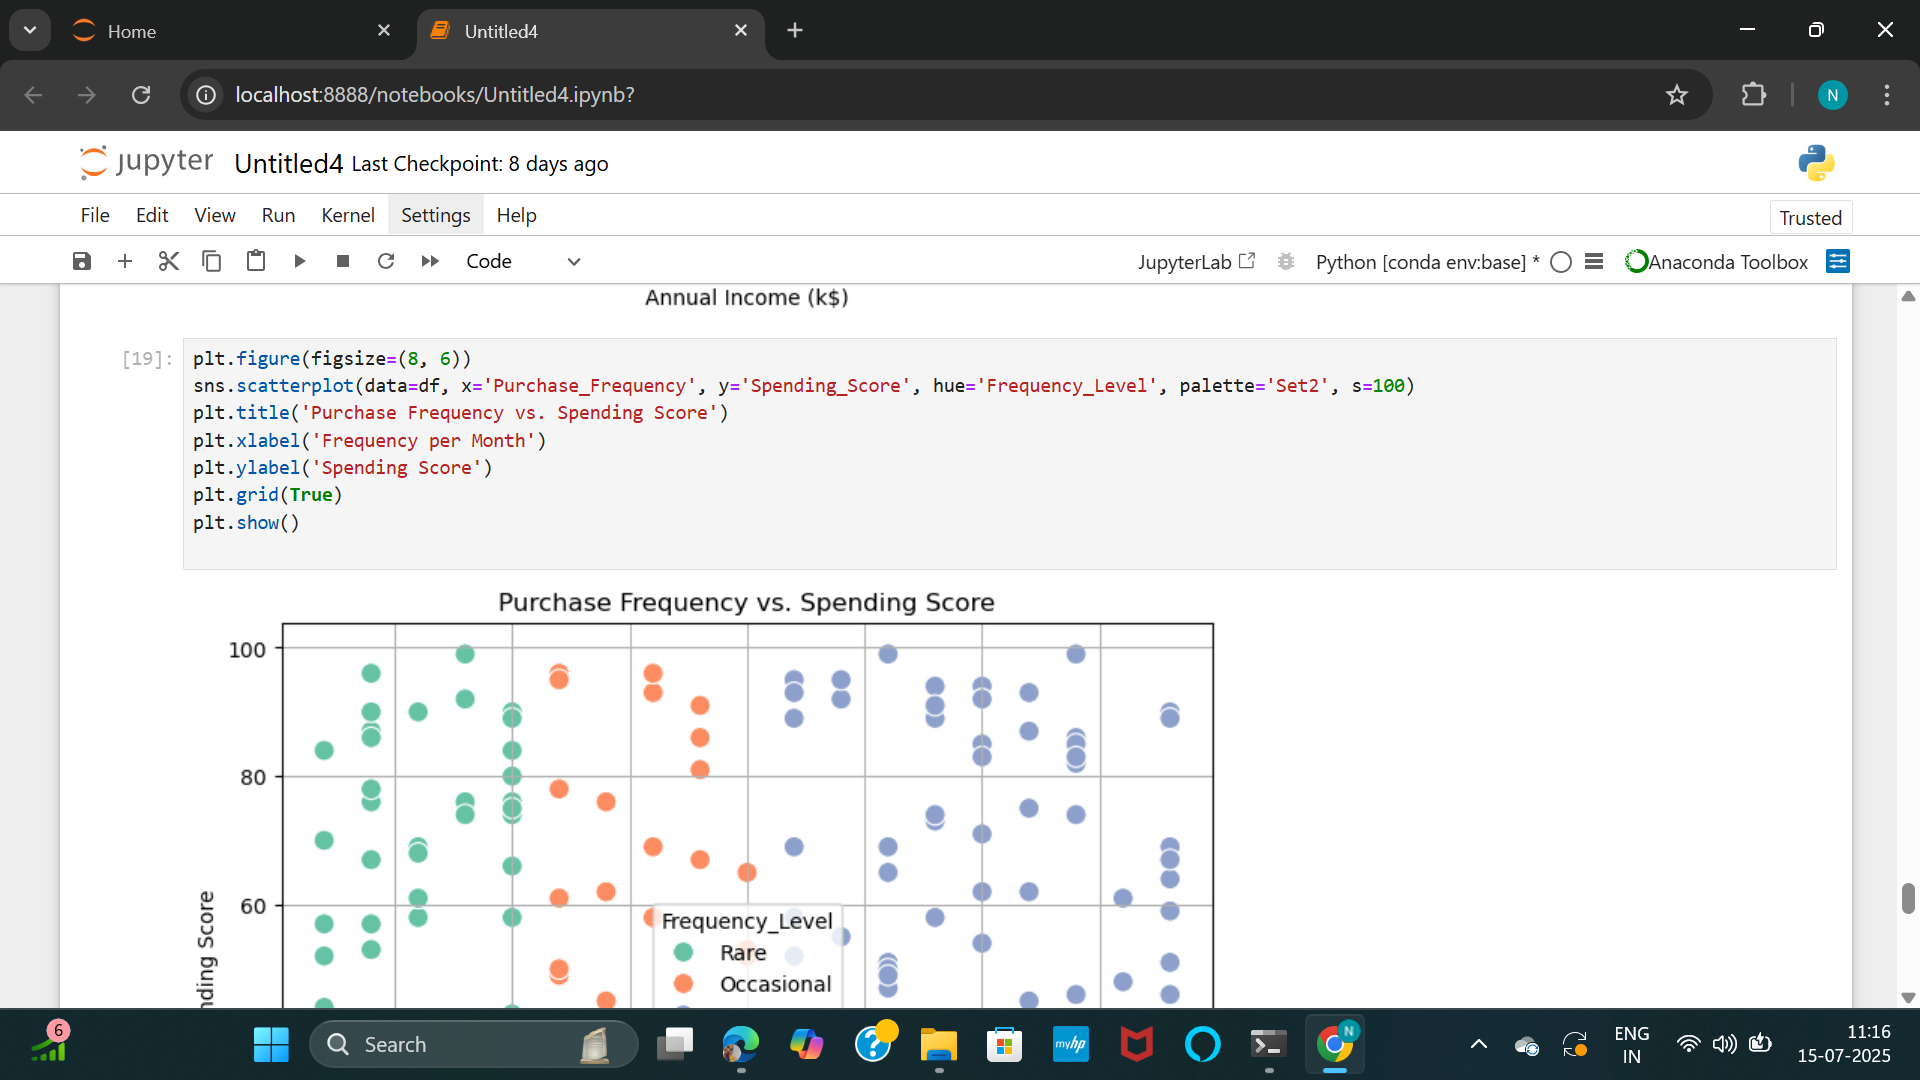 Home
Untitled4
localhost:8888/notebooks/Untitled4.ipynb?
N
jupyter Untitled4 Last Checkpoint: 8 days ago
File Edit View Run Kernel Settings Help
Trusted
Code
JupyterLab
Python [conda env:base] *
Anaconda Toolbox
Annual Income (k$)
[19]:
plt.figure(figsize=(8, 6))
sns.scatterplot(data=df, x='Purchase_Frequency', y='Spending_Score', hue='Frequency_Level', palette='Set2', s=100)
plt.title('Purchase Frequency vs. Spending Score')
plt.xlabel('Frequency per Month')
plt.ylabel('Spending Score')
plt.grid(True)
plt.show()
Purchase Frequency vs. Spending Score
100
80
60
nding Score
Frequency_Level
Rare
Occasional
6
Search
myhp
N
ENG
IN
11:16
15-07-2025